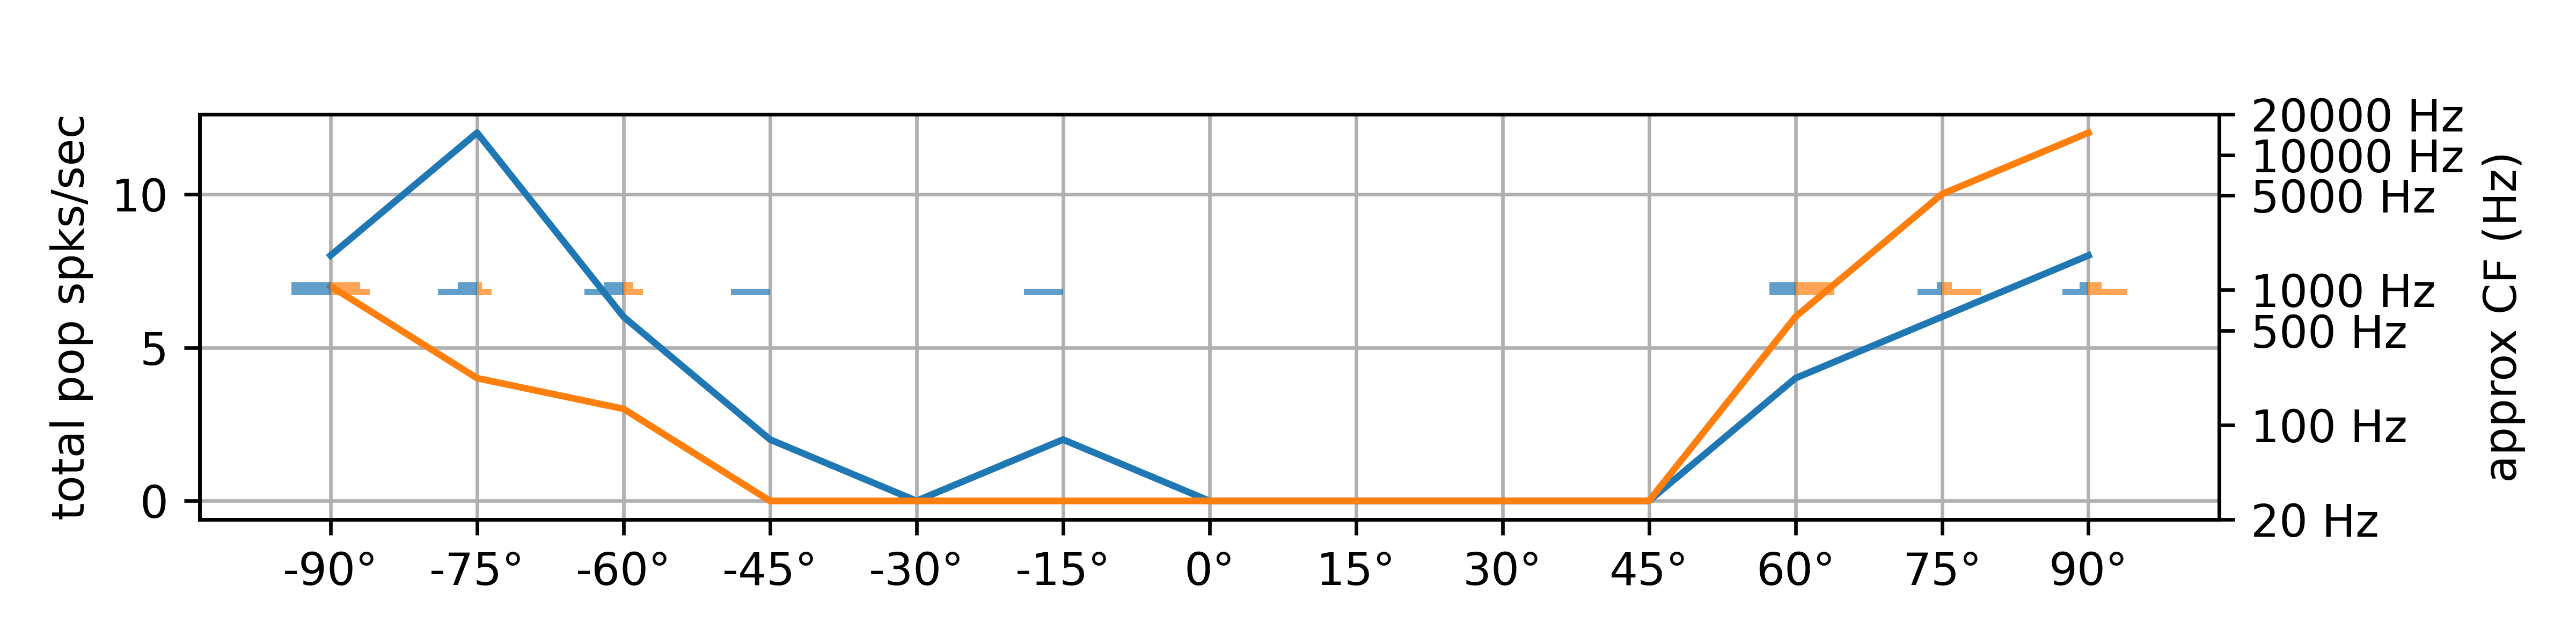 total pop spks/sec
10
5
0
-90°
-75°
-60°
-45°
-30°
-15°
0°
15°
30°
45°
60°
75°
90°
20000 Hz
10000 Hz
5000 Hz
1000 Hz
500 Hz
100 Hz
20 Hz
approx CF (Hz)